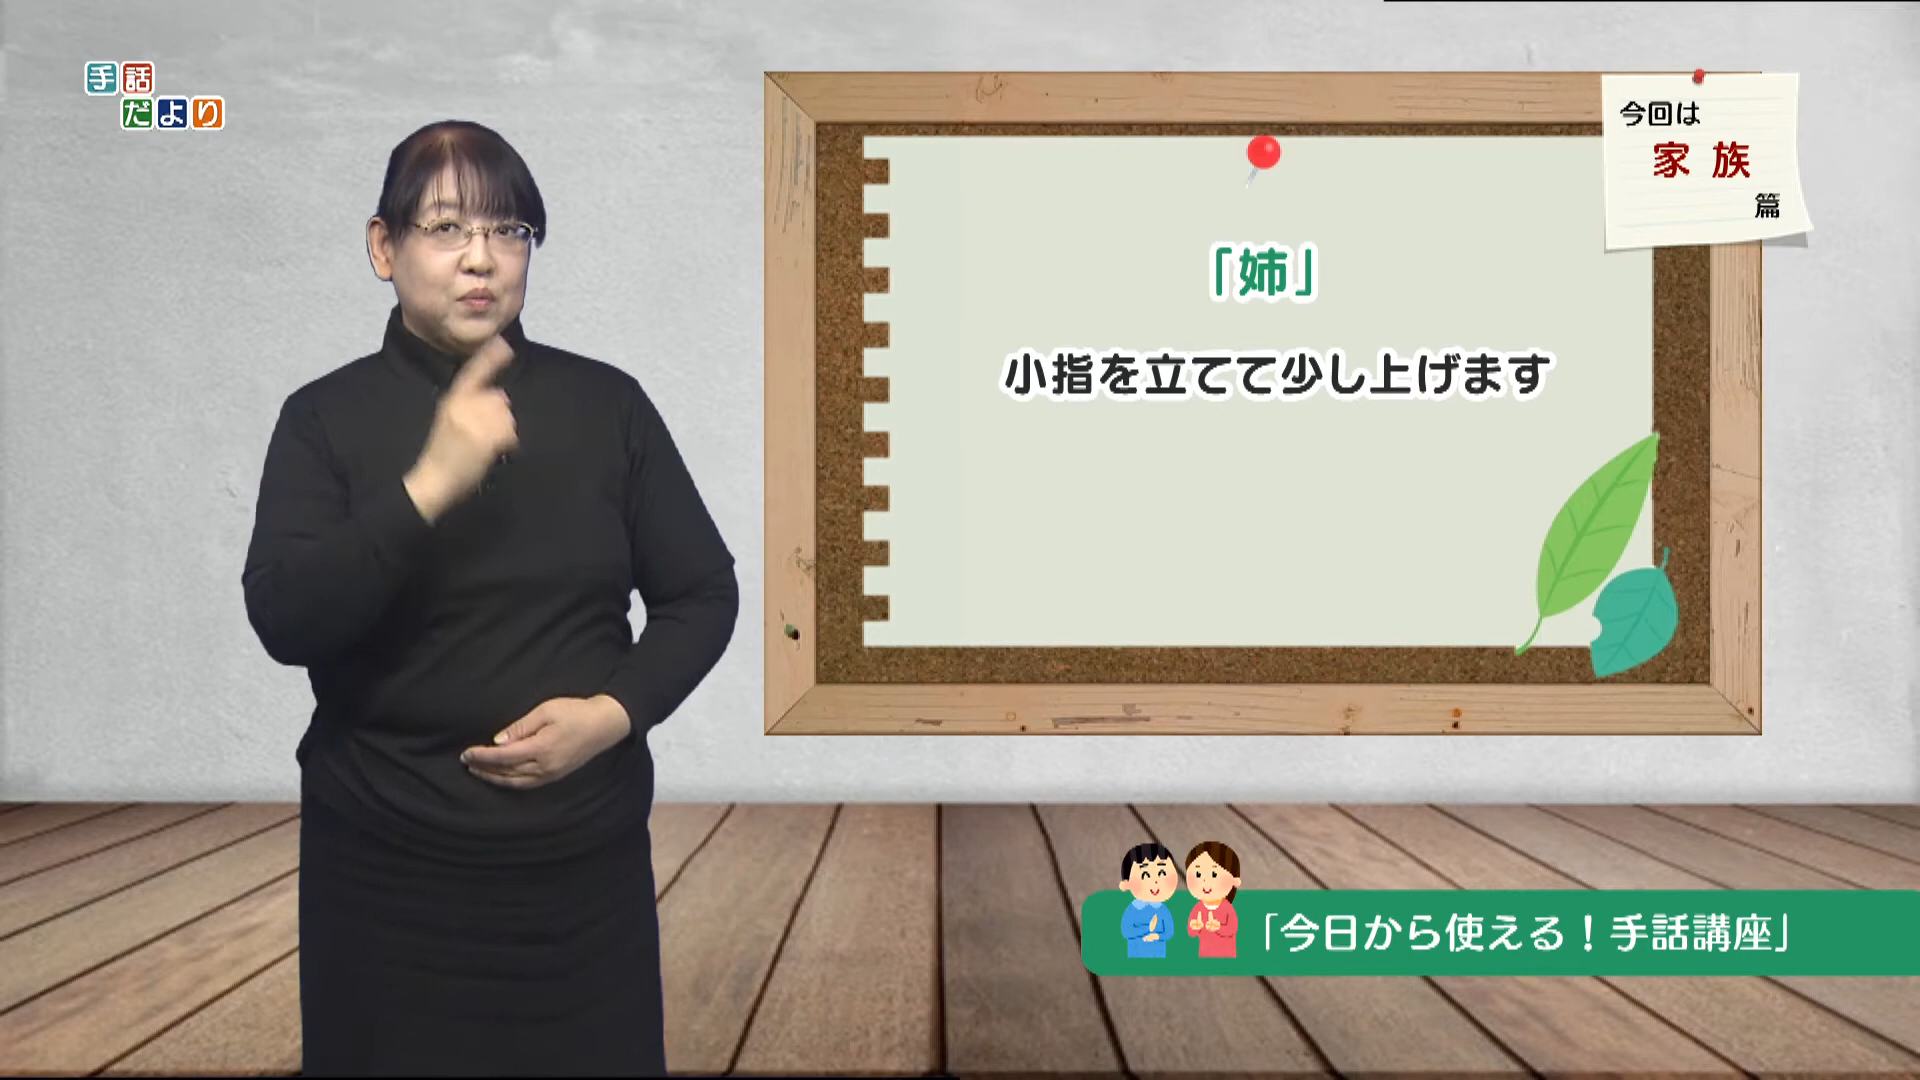 手話
だより
今回は
家族
篇
「姉」
小指を立てて少し上げます
「今日から使える！手話講座」